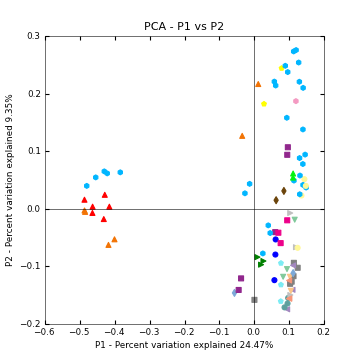 PCA - P1 vs P2
0.3
0.2
0.1
0.0
−0.1
−0.2
P2 - Percent variation explained 9.35%
−0.6 −0.5 −0.4 −0.3 −0.2 −0.1 0.0 0.1 0.2
P1 - Percent variation explained 24.47%